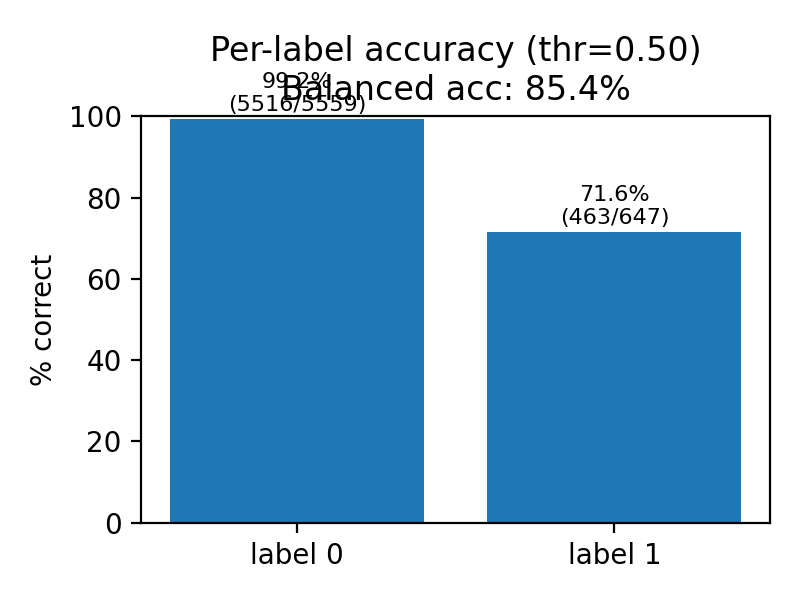 Per-label accuracy (thr=0.50)
Balanced acc: 85.4%
99.2%
(5516/5559)
71.6%
(463/647)
% correct
100
80
60
40
20
0
label 0
label 1